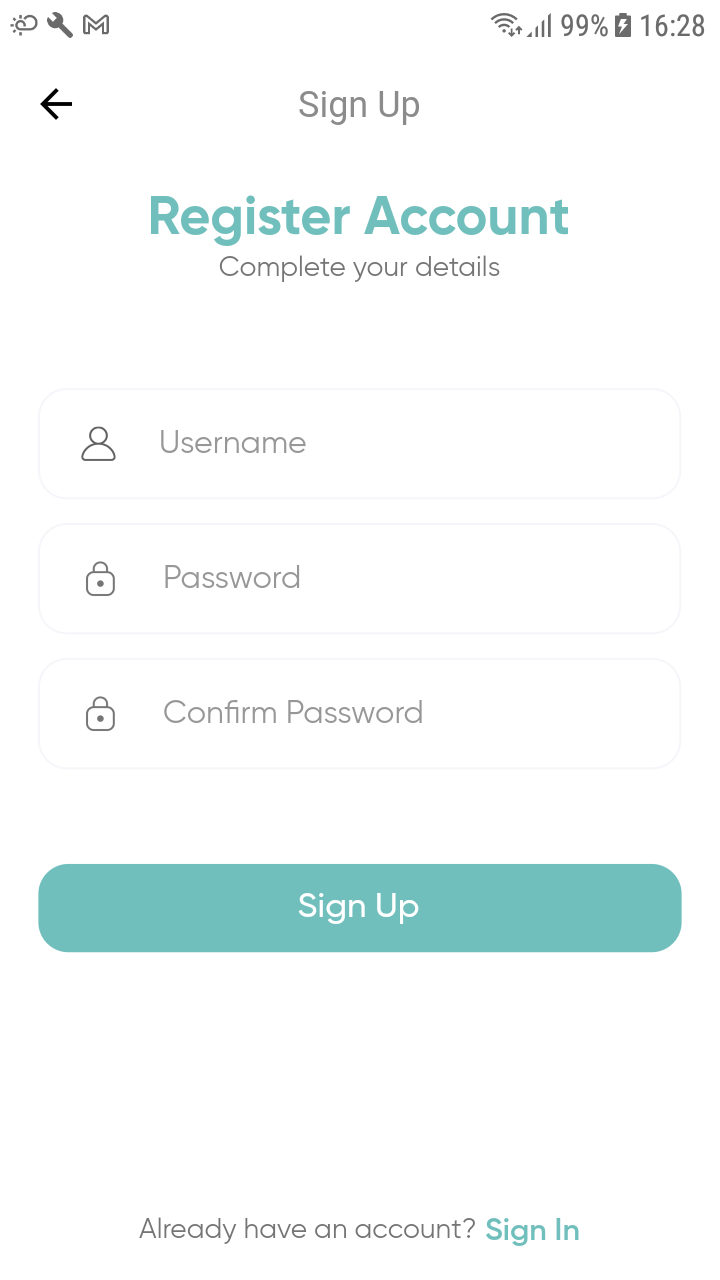 99% 16:28
Sign Up
Register Account
Complete your details
Username
Password
Confirm Password
Sign Up
Already have an account? Sign In